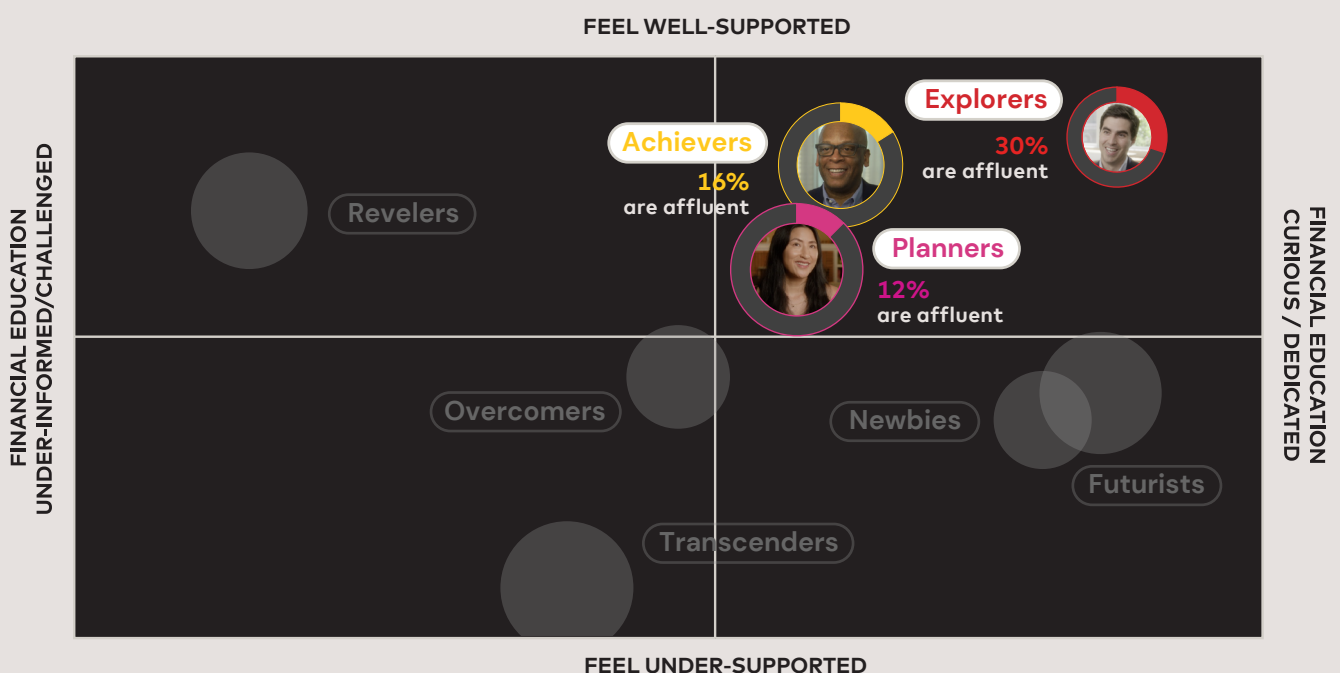 FEEL WELL-SUPPORTED
Explorers
30%
are affluent
Achievers
16%
are affluent
Revelers
Planners
12%
are affluent
FINANCIAL EDUCATION
UNDER-INFORMED/CHALLENGED
FINANCIAL EDUCATION
CURIOUS / DEDICATED
Overcomers
Newbies
Futurists
Transcenders
FEEL UNDER-SUPPORTED